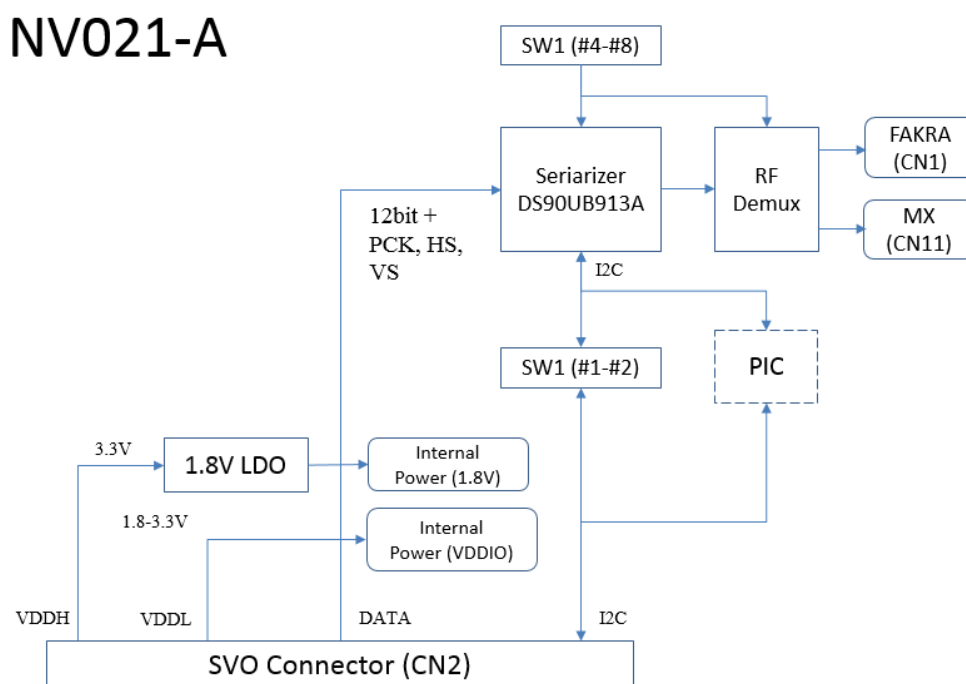 NV021-A
SW1 (#4-#8)
Seriarizer
DS90UB913A
RF
Demux
FAKRA
(CN1)
MX
(CN11)
12bit +
PCK, HS,
VS
I2C
SW1 (#1-#2)
PIC
3.3V
1.8V LDO
Internal
Power (1.8V)
1.8-3.3V
Internal
Power (VDDIO)
VDDH
VDDL
DATA
I2C
SVO Connector (CN2)